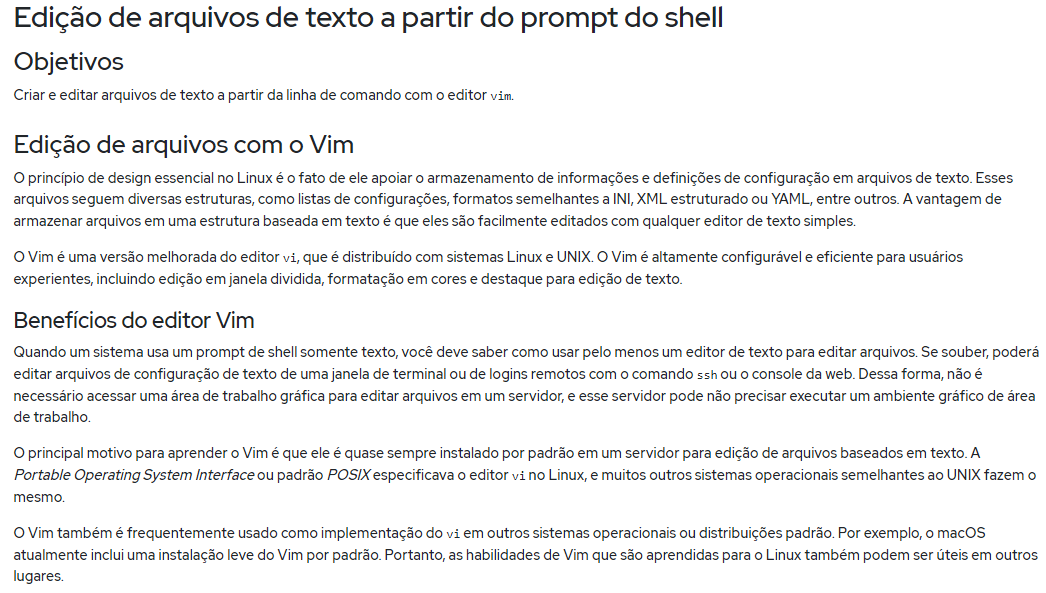 Edição de arquivos de texto a partir do prompt do shell
Objetivos
Criar e editar arquivos de texto a partir da linha de comando com o editor vim.
Edição de arquivos com o Vim
O princípio de design essencial no Linux é o fato de ele apoiar o armazenamento de informações e definições de configuração em arquivos de texto. Esses
arquivos seguem diversas estruturas, como listas de configurações, formatos semelhantes a INI, XML estruturado ou YAML, entre outros. A vantagem de
armazenar arquivos em uma estrutura baseada em texto é que eles são facilmente editados com qualquer editor de texto simples.
O Vim é uma versão melhorada do editor vi, que é distribuído com sistemas Linux e UNIX. O Vim é altamente configurável e eficiente para usuários
experientes, incluindo edição em janela dividida, formatação em cores e destaque para edição de texto.
Benefícios do editor Vim
Quando um sistema usa um prompt de shell somente texto, você deve saber como usar pelo menos um editor de texto para editar arquivos. Se souber, poderá
editar arquivos de configuração de texto de uma janela de terminal ou de logins remotos com o comando ssh ou o console da web. Dessa forma, não é
necessário acessar uma área de trabalho gráfica para editar arquivos em um servidor, e esse servidor pode não precisar executar um ambiente gráfico de área
de trabalho.
O principal motivo para aprender o Vim é que ele é quase sempre instalado por padrão em um servidor para edição de arquivos baseados em texto. A
Portable Operating System Interface ou padrão POSIX especificava o editor vi no Linux, e muitos outros sistemas operacionais semelhantes ao UNIX fazem o
mesmo.
O Vim também é frequentemente usado como implementação do vi em outros sistemas operacionais ou distribuições padrão. Por exemplo, o macOS
atualmente inclui uma instalação leve do Vim por padrão. Portanto, as habilidades de Vim que são aprendidas para o Linux também podem ser úteis em outros
lugares.